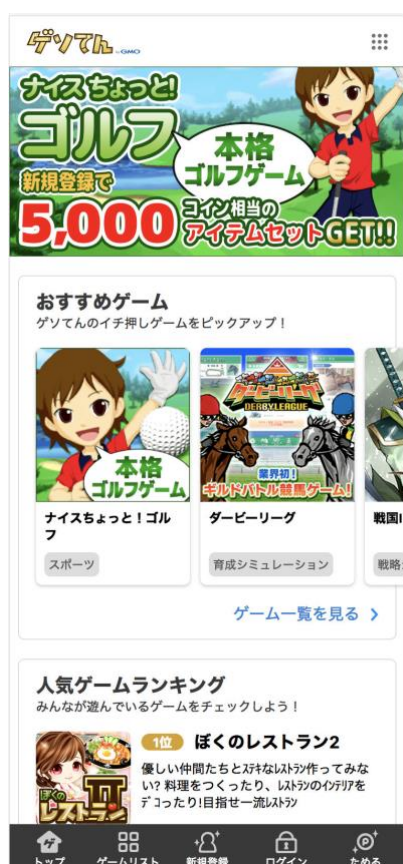 ゲソてん by GMO
ナイスちょっと!
ゴルフ
本格
ゴルフゲーム
新規登録で
5,000コイン相当の
アイテムセットGET!!
おすすめゲーム
ゲソてんのイチ押しゲームをピックアップ!
本格
ゴルフゲーム
ナイスちょっと!ゴル
フ
スポーツ
ダービーリーグ
DERBYLEAGUE
業界初!
ギルドバトル競馬ゲーム!
ダービーリーグ
育成シミュレーション
戦国I
戦略
ゲーム一覧を見る
人気ゲームランキング
みんなが遊んでいるゲームをチェックしよう!
ぼくの
レストランII
1位 ぼくのレストラン2
優しい仲間たちとステキなレストラン作ってみな
い? 料理をつくったり、レストランのインテリアを
デコったり!目指せ一流レストラン
トップ
ゲームリスト
新規登録
ログイン
ためる